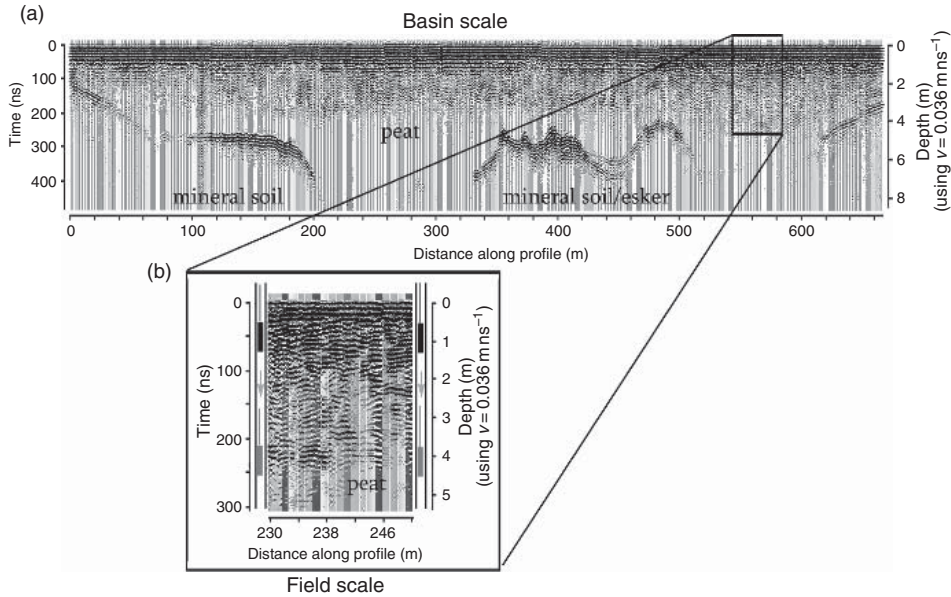 (a)
Basin scale
0
100
200
300
400
Time (ns)
peat
mineral soil
mineral soil/esker
0
2
4
6
8
Depth (m)
(using v = 0.036 m ns⁻¹)
0 100 200 300 400 500 600
Distance along profile (m)
(b)
0
100
200
300
Time (ns)
peat
0
1
2
3
4
5
Depth (m)
(using v = 0.036 m ns⁻¹)
230 238 246
Distance along profile (m)
Field scale